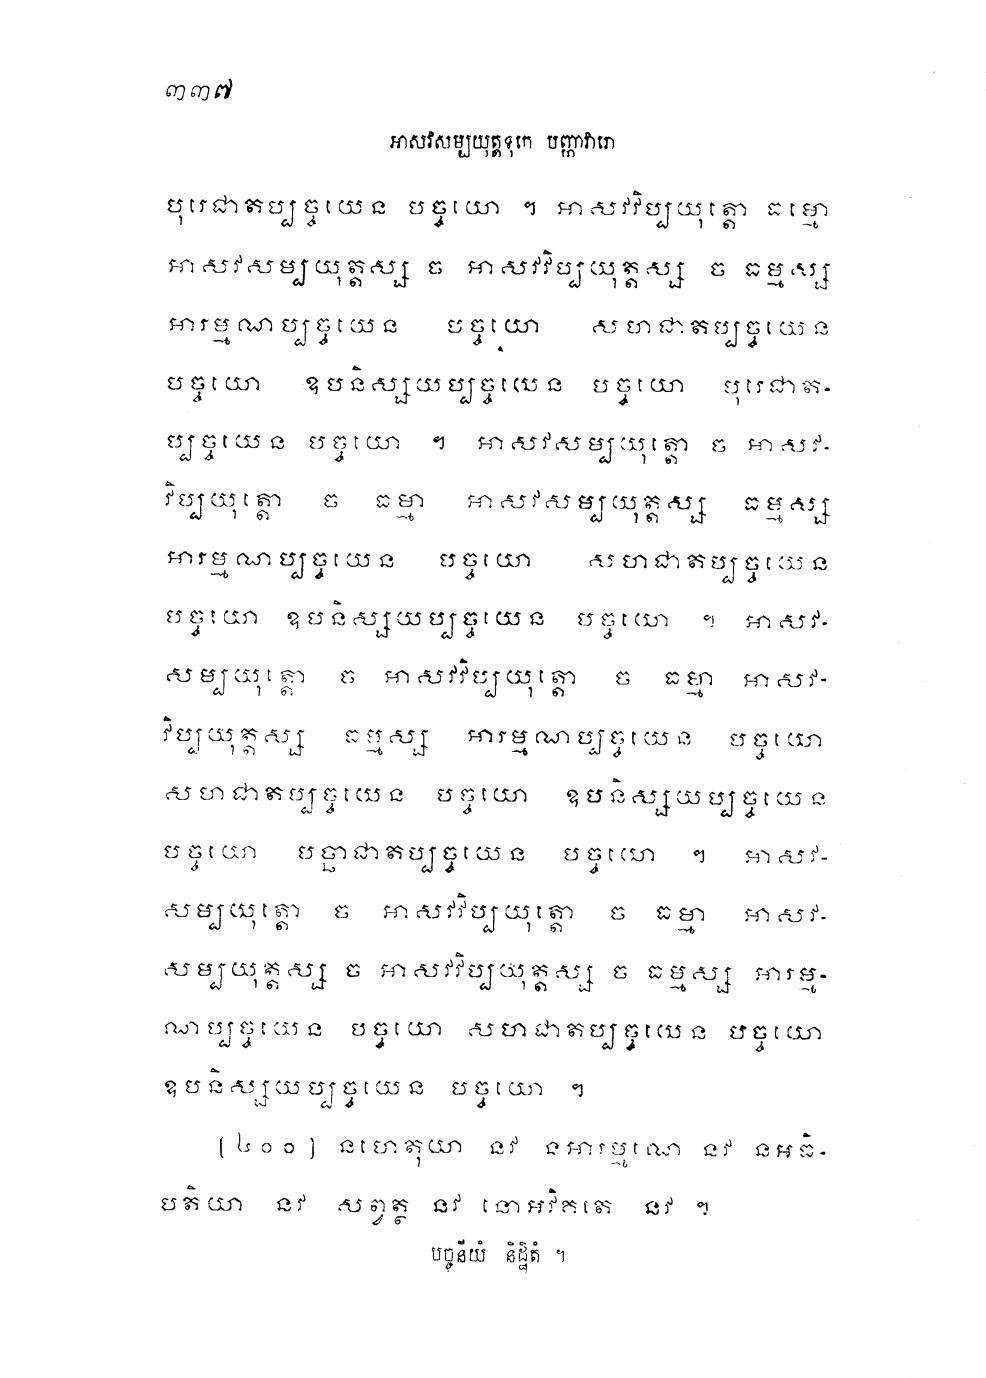 ៣៣៧
អាសវសម្បយុត្តទុកេ បញ្ហាវារោ
បុរេជាតប្បច្ចយេន បច្ចយោ ។ អាសវវិប្បយុត្តោ ធម្មោ
អាសវសម្បយុត្តស្ស ច អាសវវិប្បយុត្តស្ស ច ធម្មស្ស
អារម្មណប្បច្ចយេន បច្ចយោ សហជាតប្បច្ចយេន
បច្ចយោ ឧបនិស្សយប្បច្ចយេន បច្ចយោ បុរេជាត-
ប្បច្ចយេន បច្ចយោ ។ អាសវសម្បយុត្តោ ច អាសវ-
វិប្បយុត្តោ ច ធម្មា អាសវសម្បយុត្តស្ស ធម្មស្ស
អារម្មណប្បច្ចយេន បច្ចយោ សហជាតប្បច្ចយេន
បច្ចយោ ឧបនិស្សយប្បច្ចយេន បច្ចយោ ។ អាសវ-
សម្បយុត្តោ ច អាសវវិប្បយុត្តោ ច ធម្មា អាសវ-
វិប្បយុត្តស្ស ធម្មស្ស អារម្មណប្បច្ចយេន បច្ចយោ
សហជាតប្បច្ចយេន បច្ចយោ ឧបនិស្សយប្បច្ចយេន
បច្ចយោ បច្ឆាជាតប្បច្ចយេន បច្ចយោ ។ អាសវ-
សម្បយុត្តោ ច អាសវវិប្បយុត្តោ ច ធម្មា អាសវ-
សម្បយុត្តស្ស ច អាសវវិប្បយុត្តស្ស ច ធម្មស្ស អារម្ម-
ណប្បច្ចយេន បច្ចយោ សហជាតប្បច្ចយេន បច្ចយោ
ឧបនិស្សយប្បច្ចយេន បច្ចយោ ។
[៤០១] នហេតុយា នវ នអារម្មណេ នវ នអធិ-
បតិយា នវ សព្វត្ថ នវ នោអវិគតេ នវ ។
បច្ចនីយំ និដ្ឋិតំ ។